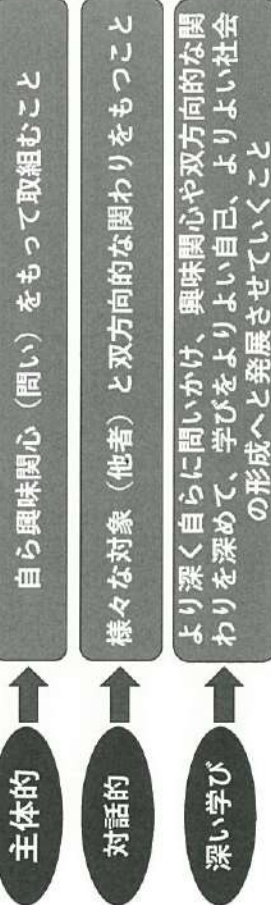 主体的
自ら興味関心（問い）をもって取組むこと
対話的
様々な対象（他者）と双方向的な関わりをもつこと
深い学び
より深く自らに問いかけ、興味関心や双方向的な関
わりを深めて、学びをよりよい自己、よりよい社会
の形成へと発展させていくこと